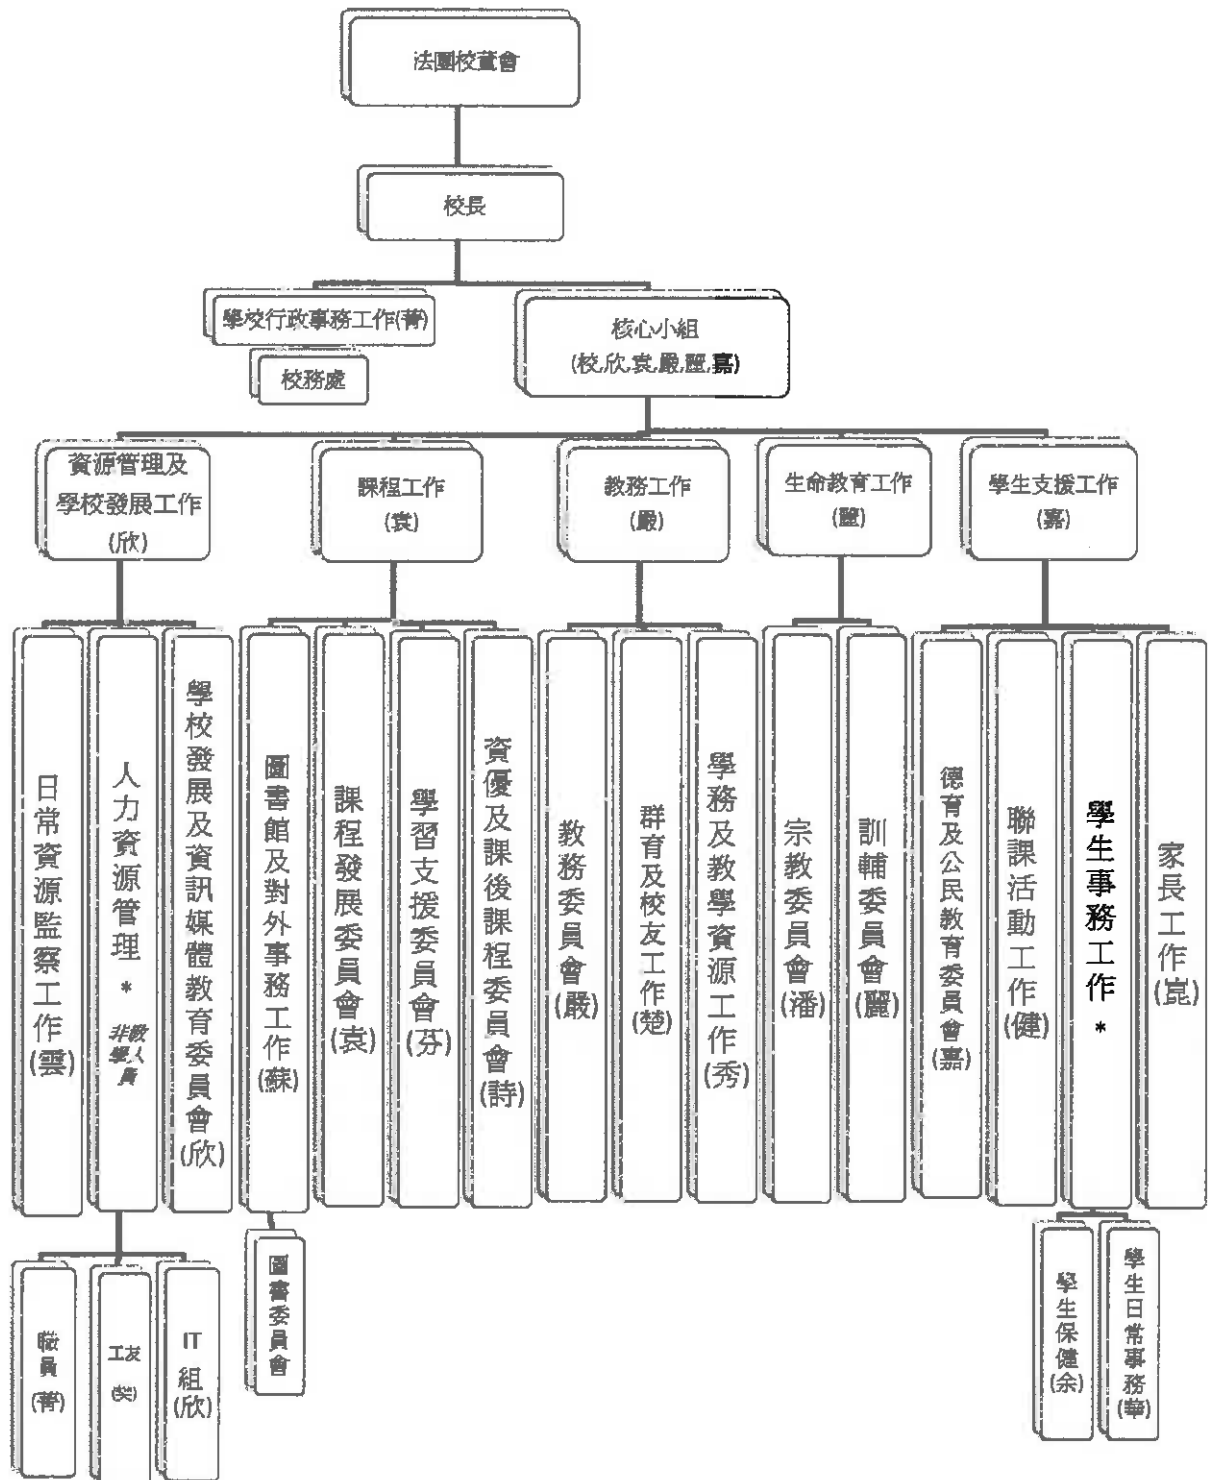 法團校董會
校長
學校行政事務工作(菁)
校務處
核心小組
(校,欣,袁,嚴,麗,嘉)
資源管理及
學校發展工作
(欣)
課程工作
(袁)
教務工作
(嚴)
生命教育工作
(麗)
學生支援工作
(嘉)
日常資源監察工作(雲)
人力資源管理*
非教學人員
學校發展及資訊媒體教育委員會(欣)
圖書館及對外事務工作(蘇)
課程發展委員會(袁)
學習支援委員會(芬)
資優及課後課程委員會(詩)
教務委員會(嚴)
群育及校友工作(楚)
學務及教學資源工作(秀)
宗教委員會(潘)
訓輔委員會(麗)
德育及公民教育委員會(嘉)
聯課活動工作(健)
學生事務工作*
家長工作(崑)
職員(菁)
工友
IT
組
(欣)
圖書委員會
學生保健(余)
學生日常事務(華)